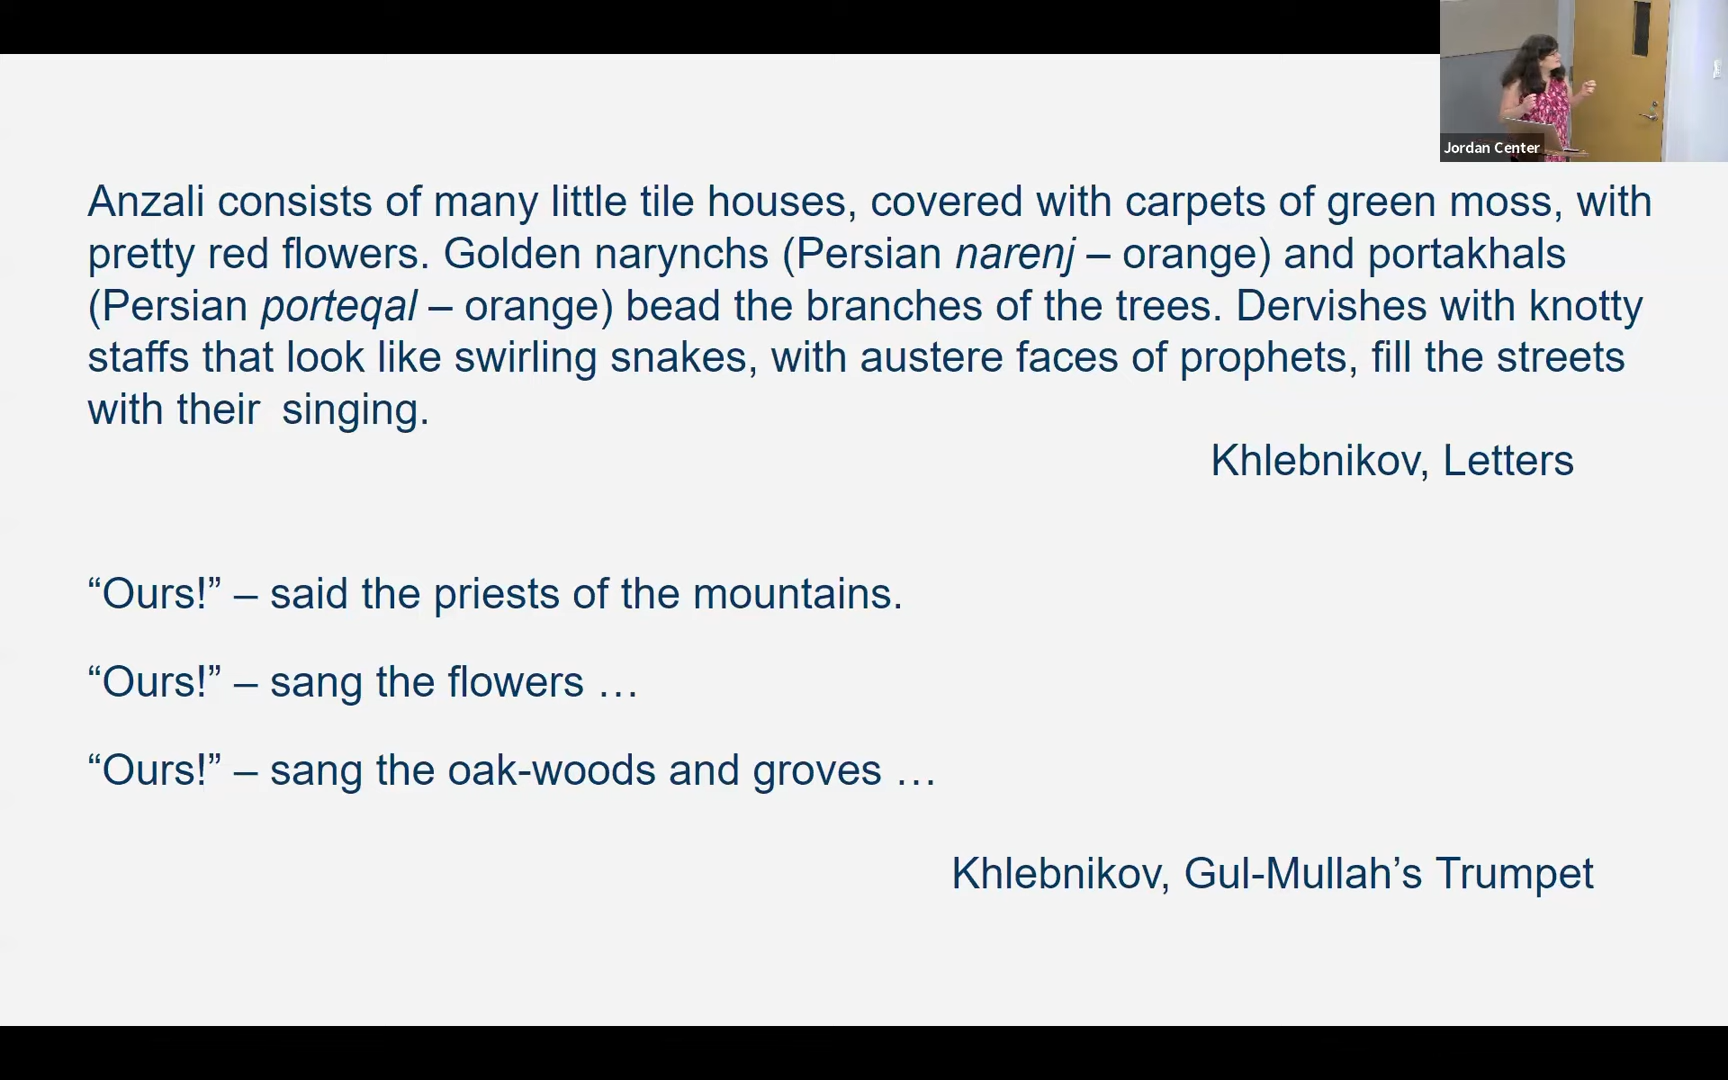 Jordan Center
Anzali consists of many little tile houses, covered with carpets of green moss, with
pretty red flowers. Golden narynchs (Persian narenj – orange) and portakhals
(Persian porteqal – orange) bead the branches of the trees. Dervishes with knotty
staffs that look like swirling snakes, with austere faces of prophets, fill the streets
with their  singing.
Khlebnikov, Letters
“Ours!” – said the priests of the mountains.
“Ours!” – sang the flowers …
“Ours!” – sang the oak-woods and groves …
Khlebnikov, Gul-Mullah’s Trumpet